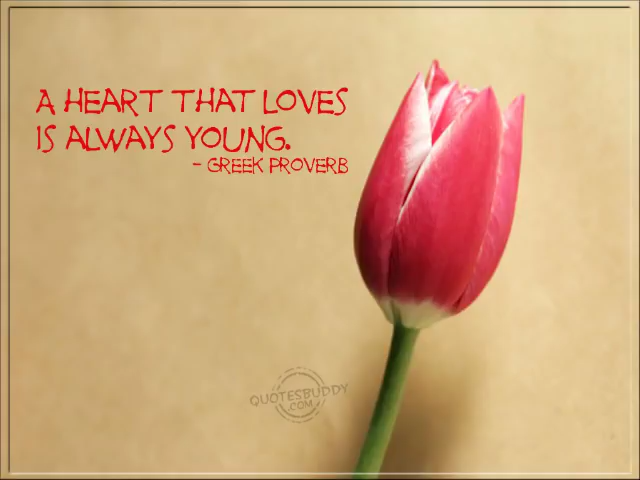 A HEART THAT LOVES
IS ALWAYS YOUNG.
- GREEK PROVERB
QUOTESBUDDY
.COM